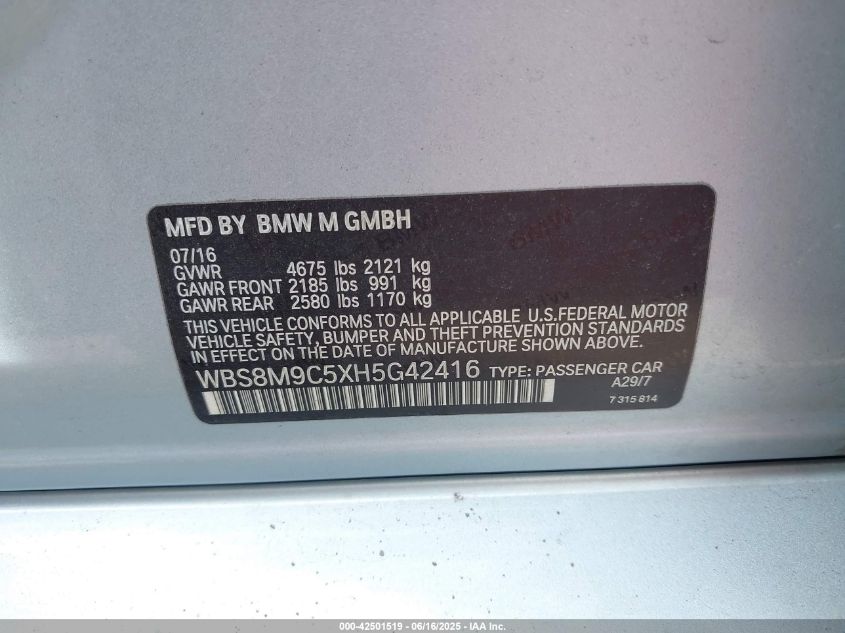 MFD BY BMW M GMBH
07/16
GVWR 4675 lbs 2121 kg
GAWR FRONT 2185 lbs 991 kg
GAWR REAR 2580 lbs 1170 kg
THIS VEHICLE CONFORMS TO ALL APPLICABLE U.S.FEDERAL MOTOR
VEHICLE SAFETY, BUMPER AND THEFT PREVENTION STANDARDS
IN EFFECT ON THE DATE OF MANUFACTURE SHOWN ABOVE.
WBS8M9C5XH5G42416 TYPE: PASSENGER CAR
A29/7
7 315 814
000-42501519 - 06/16/2025 - IAA Inc.